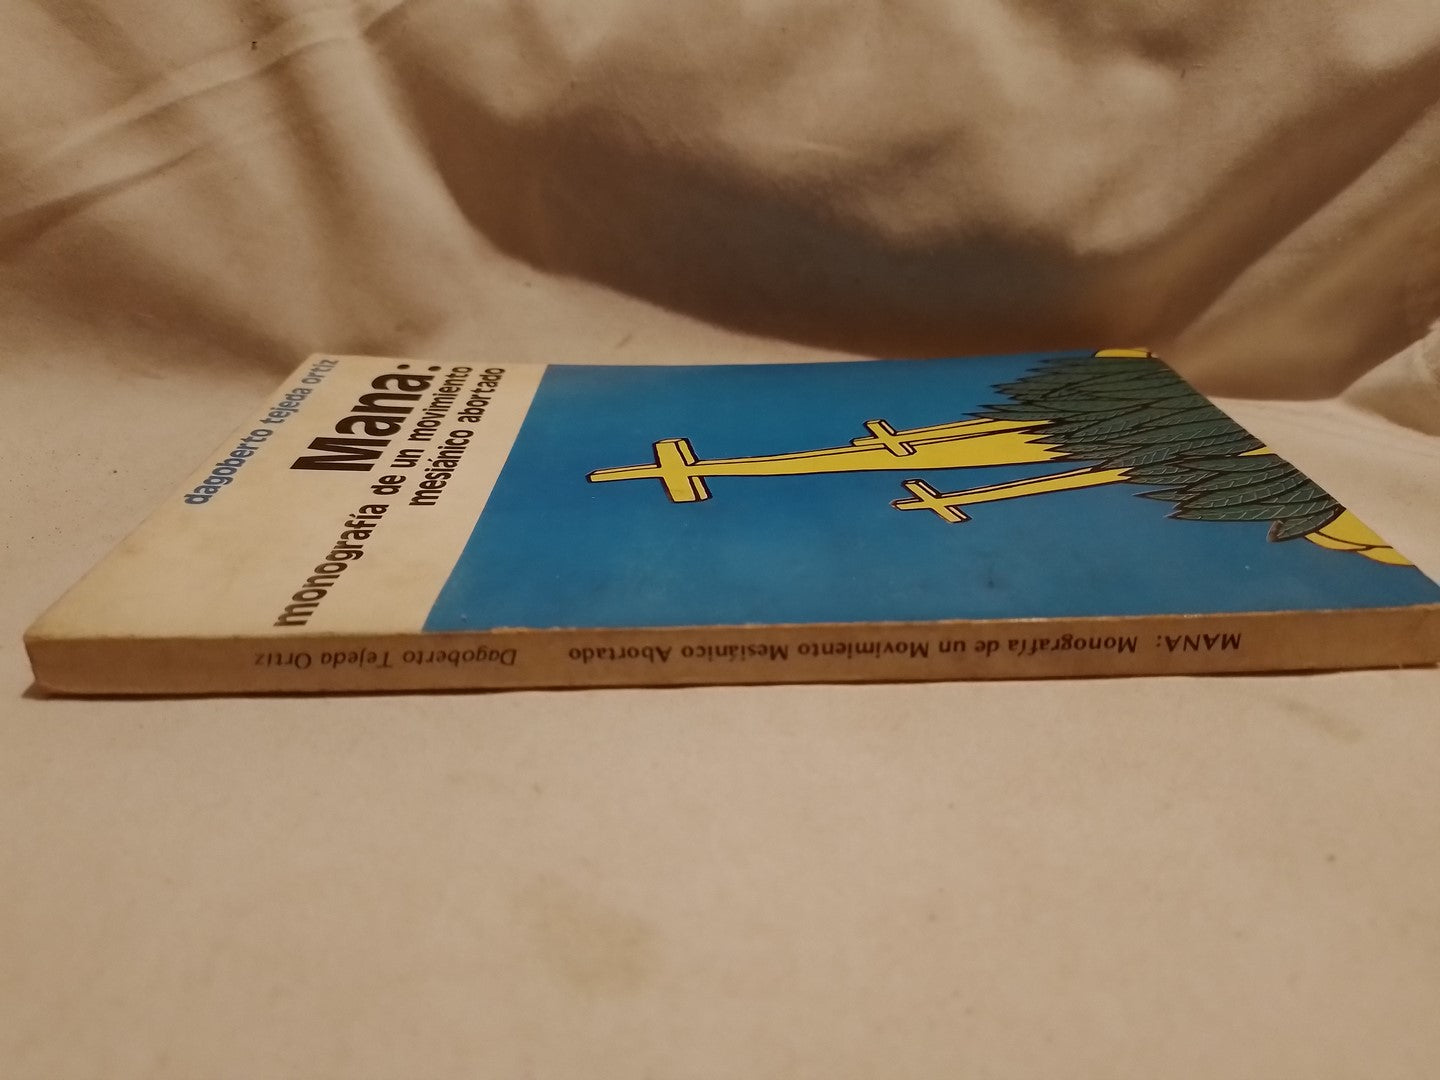 dagoberto tejeda ortiz
Mana:
monografía de un movimiento
mesiánico abortado
MANA: Monografía de un Movimiento Mesiánico Abortado Dagoberto Tejeda Ortiz